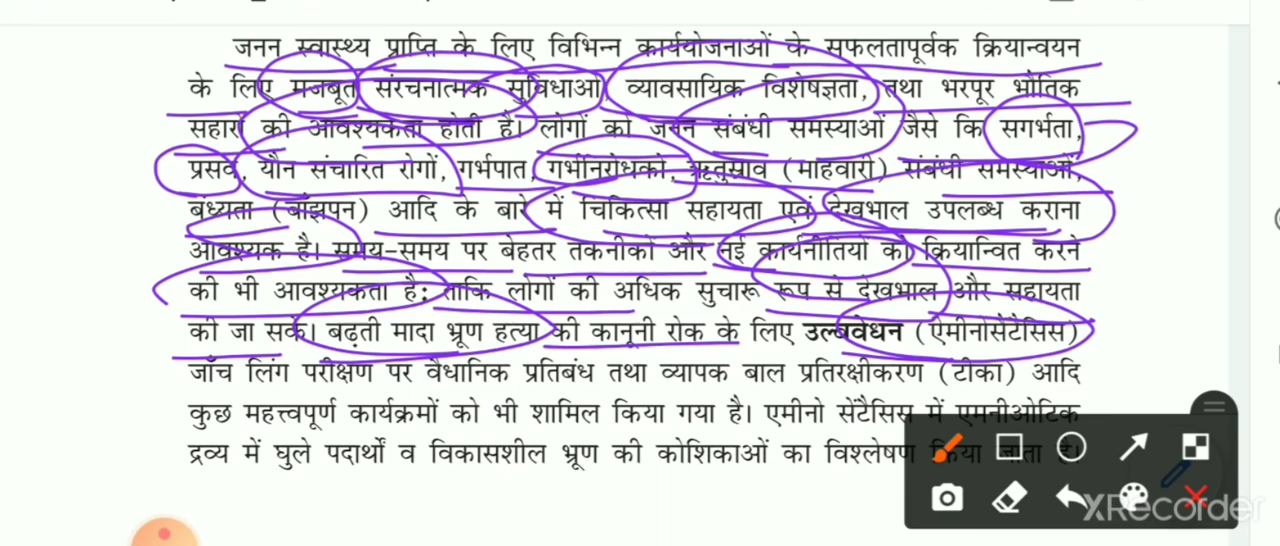 जनन स्वास्थ्य प्राप्ति के लिए विभिन्न कार्ययोजनाओं के सफलतापूर्वक क्रियान्वयन
के लिए मजबूत संरचनात्मक सुविधाओं, व्यावसायिक विशेषज्ञता, तथा भरपूर भौतिक
सहारों की आवश्यकता होती है। लोगों को जनन संबंधी समस्याओं जैसे कि सगर्भता,
प्रसव, यौन संचारित रोगों, गर्भपात, गर्भनिरोधकों, ऋतुस्राव (माहवारी) संबंधी समस्याओं,
बंध्यता (बाँझपन) आदि के बारे में चिकित्सा सहायता एवं देखभाल उपलब्ध कराना
आवश्यक है। समय-समय पर बेहतर तकनीकों और नई कार्यनीतियों को क्रियान्वित करने
की भी आवश्यकता है; ताकि लोगों की अधिक सुचारू रूप से देखभाल और सहायता
की जा सके। बढ़ती मादा भ्रूण हत्या की कानूनी रोक के लिए उल्बवेधन (ऐमीनोसेंटेसिस)
जाँच लिंग परीक्षण पर वैधानिक प्रतिबंध तथा व्यापक बाल प्रतिरक्षीकरण (टीका) आदि
कुछ महत्त्वपूर्ण कार्यक्रमों को भी शामिल किया गया है। एमीनो सेंटैसिस में एमनीओटिक
द्रव्य में घुले पदार्थों व विकासशील भ्रूण की कोशिकाओं का विश्लेषण किया जाता है।
XRecorder